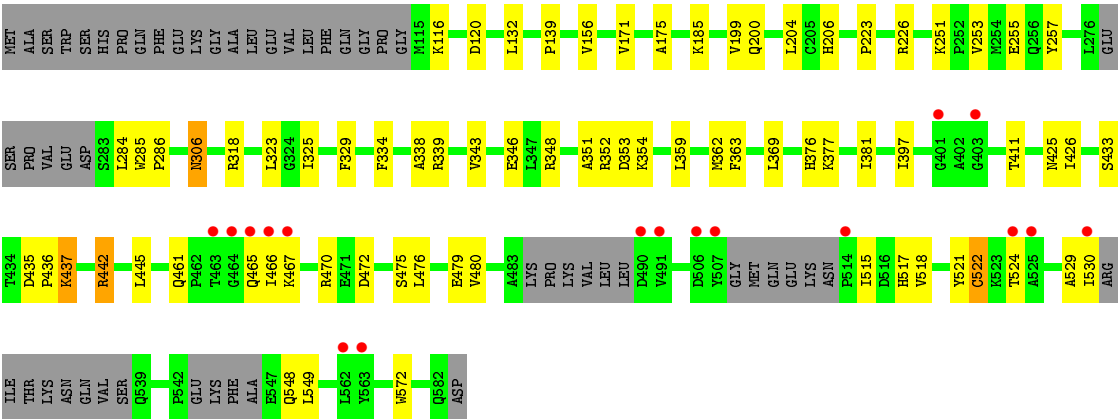 MET ALA SER TRP SER HIS PRO GLN PHE GLU LYS GLY ALA LEU GLU VAL LEU PHE GLN GLY PRO GLY M115 K116 D120 L132 P139 V156 V171 A175 K185 V199 Q200 L204 C205 H206 P223 R226 K251 P252 V253 M254 E255 Q256 Y257 L276 GLU
SER PRO VAL GLU ASP S283 L284 W285 P286 N306 R318 L323 G324 I325 F329 F334 A338 R339 V343 E346 L347 R348 A351 R352 D353 K354 L359 M362 F363 L369 H376 K377 I381 I397 G401 A402 G403 T411 N425 I426 S433
T434 D435 P436 K437 R442 L445 Q461 P462 T463 G464 Q465 I466 K467 R470 E471 D472 S475 L476 E479 V480 A483 LYS PRO LYS VAL LEU LEU D490 V491 D506 Y507 GLY MET GLN GLU LYS ASN P514 I515 D516 H517 V518 Y521 C522 K523 T524 A525 A529 I530 ARG
ILE THR LYS ASN GLN VAL SER Q539 P542 GLU LYS PHE ALA E547 Q548 L549 L562 Y563 W572 Q582 ASP